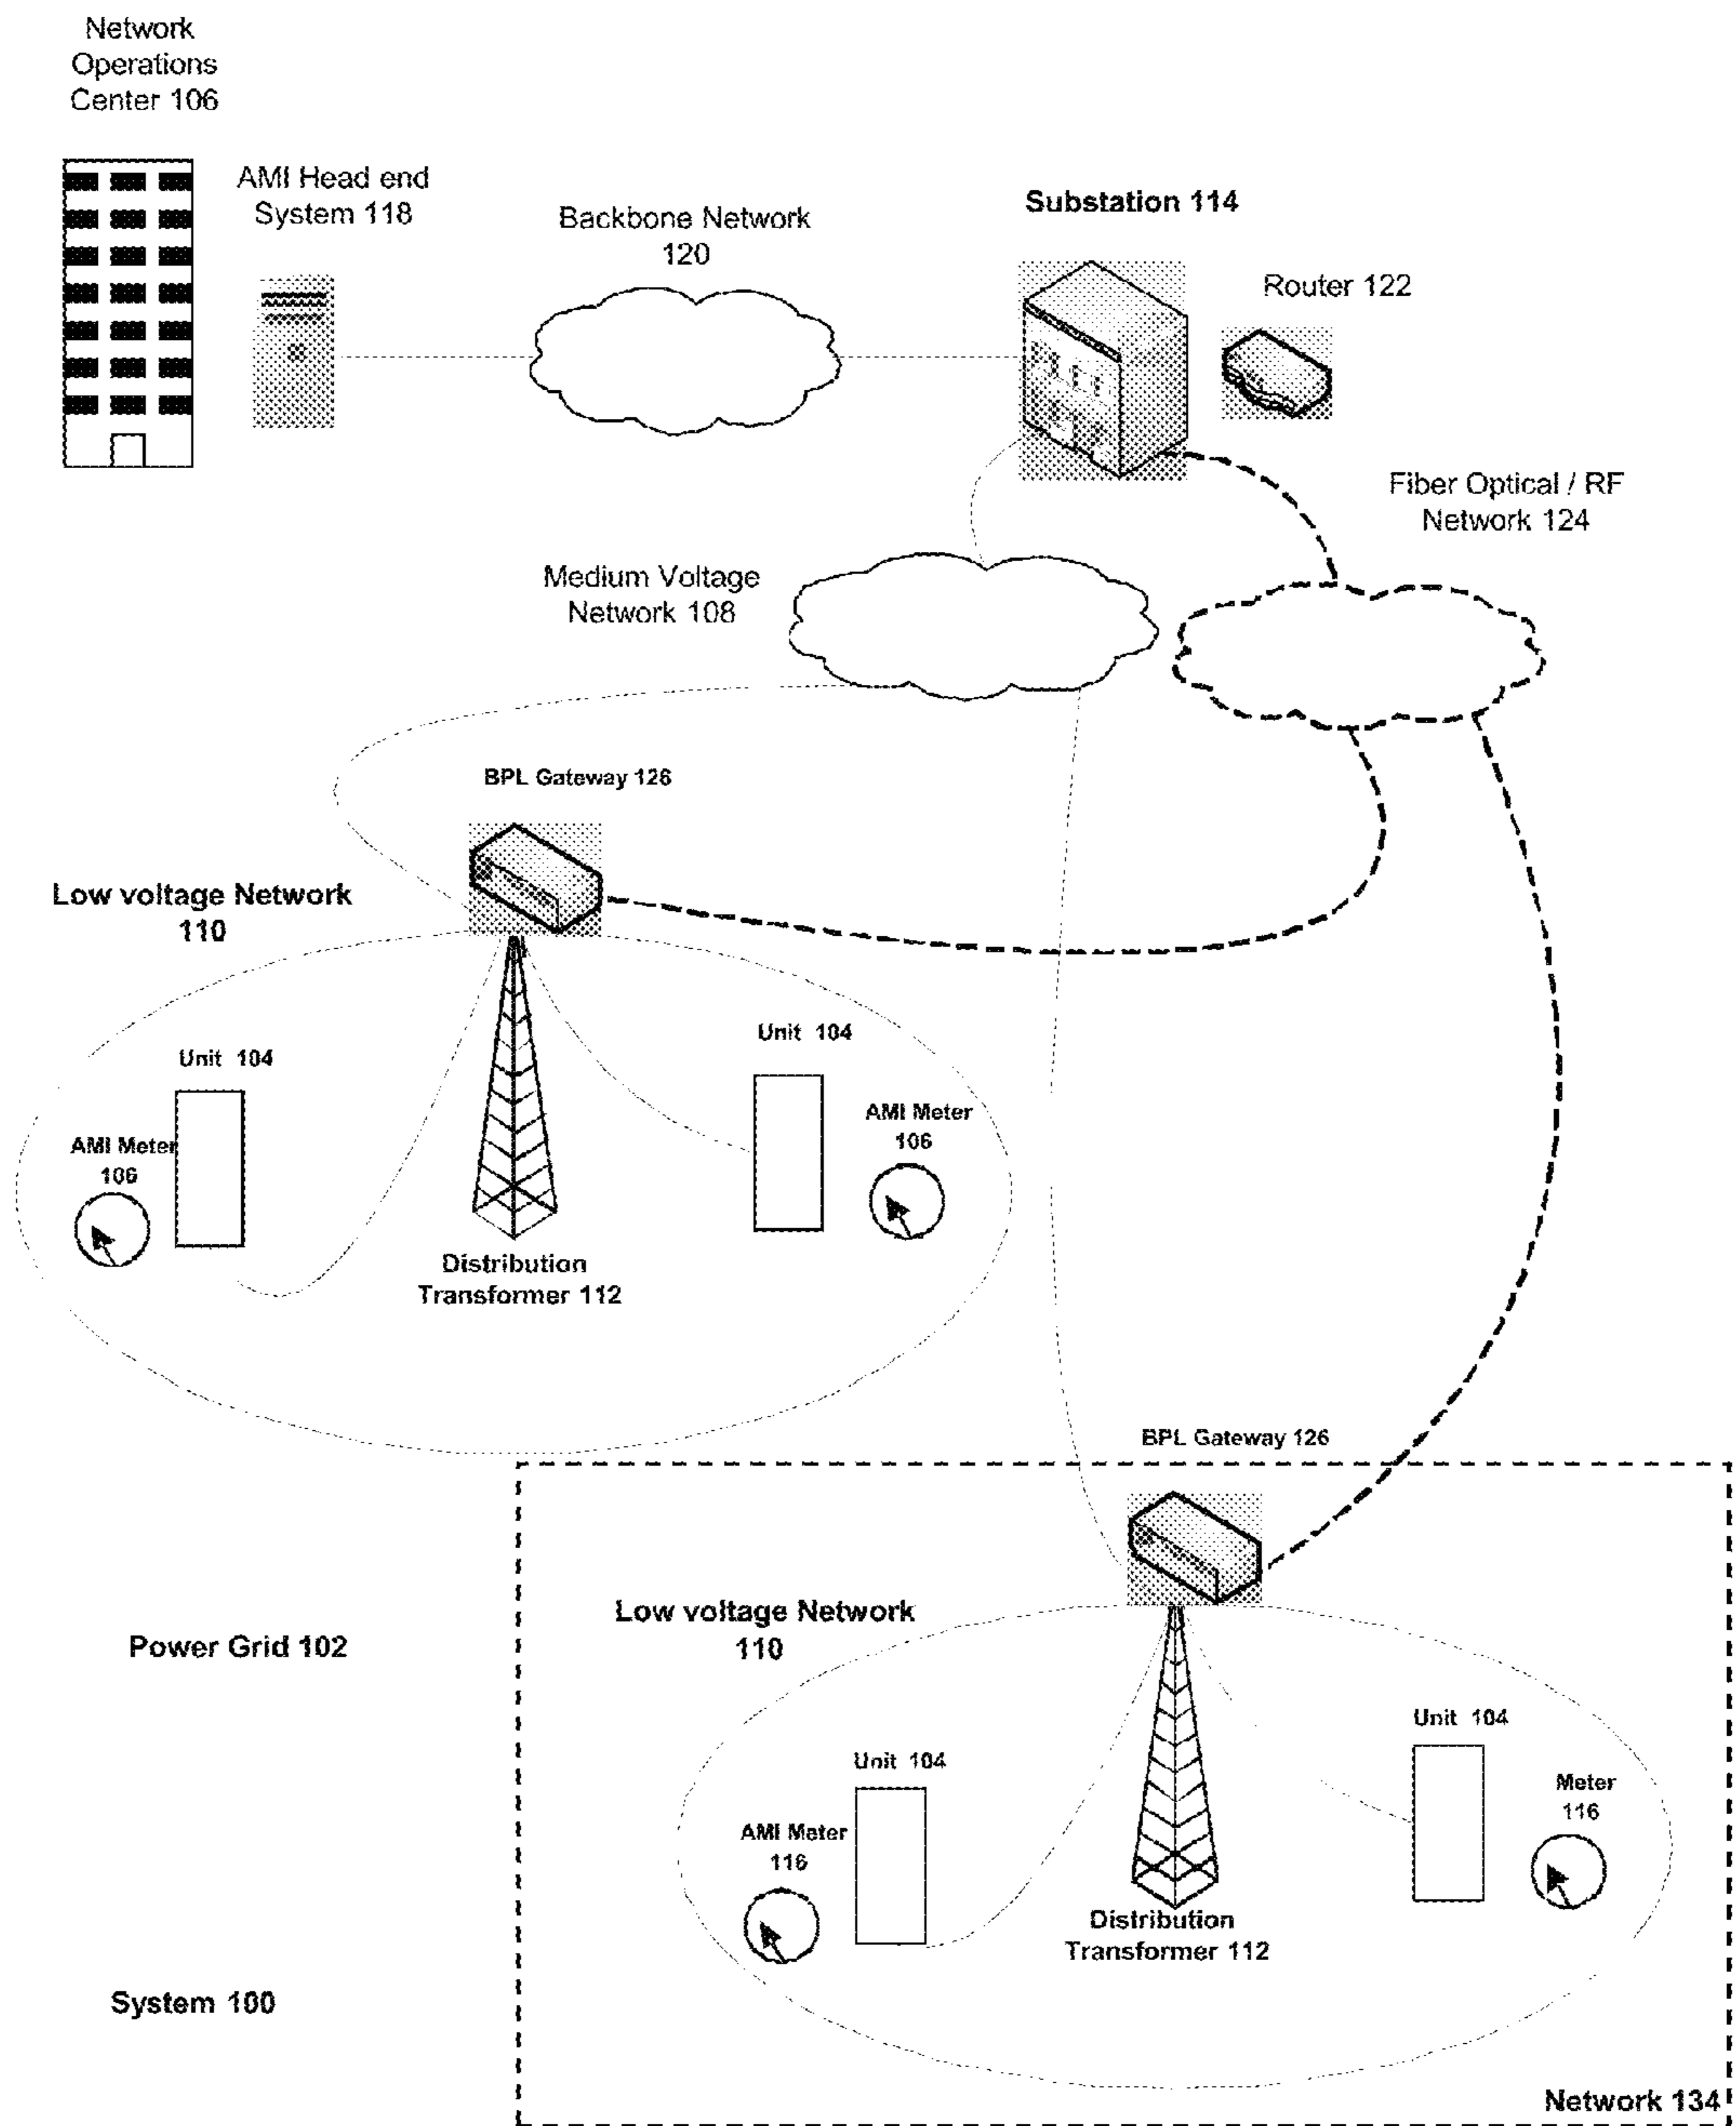 Network
Operations
Center 106
AMI Head end
System 118
Backbone Network
120
Substation 114
Router 122
Fiber Optical / RF
Network 124
Medium Voltage
Network 108
BPL Gateway 126
Low voltage Network
110
Unit 104
Unit 104
AMI Meter
106
AMI Meter
106
Distribution
Transformer 112
BPL Gateway 126
Low voltage Network
110
Power Grid 102
Unit 104
Unit 104
Meter
116
AMI Meter
116
Distribution
Transformer 112
System 100
Network 134